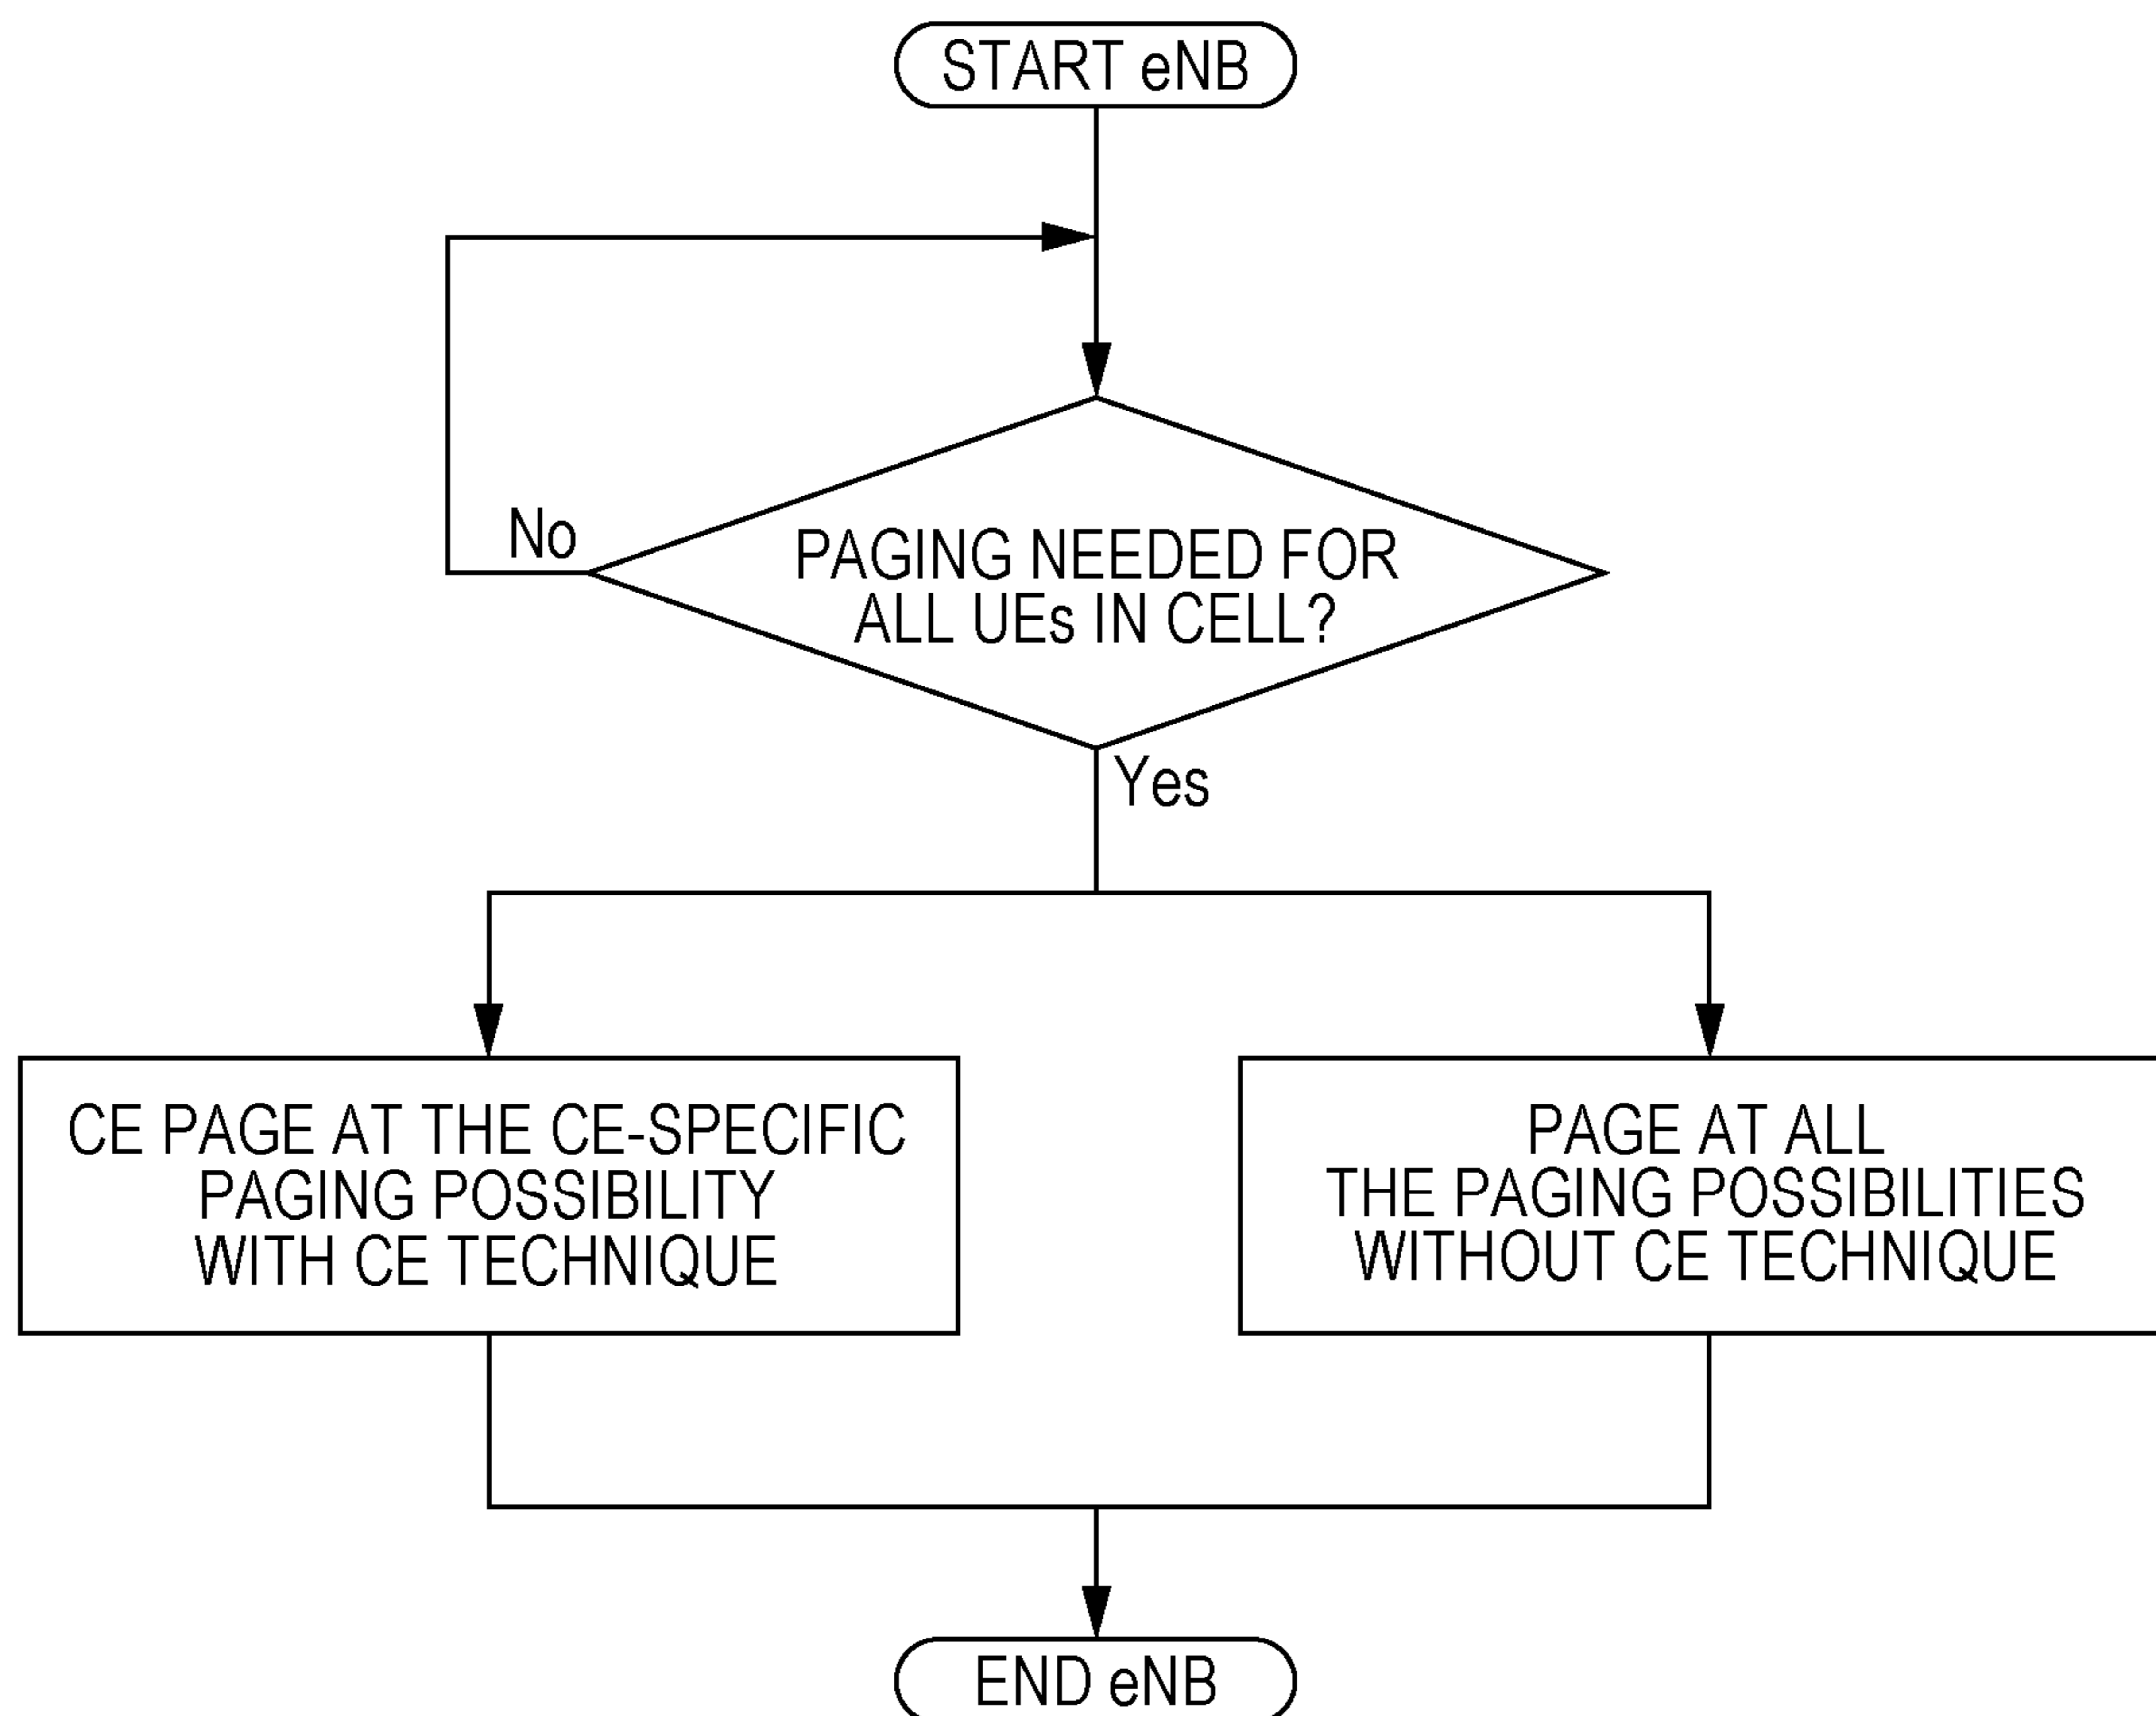 START eNB
No
PAGING NEEDED FOR
ALL UEs IN CELL?
Yes
CE PAGE AT THE CE-SPECIFIC
PAGING POSSIBILITY
WITH CE TECHNIQUE
PAGE AT ALL
THE PAGING POSSIBILITIES
WITHOUT CE TECHNIQUE
END eNB